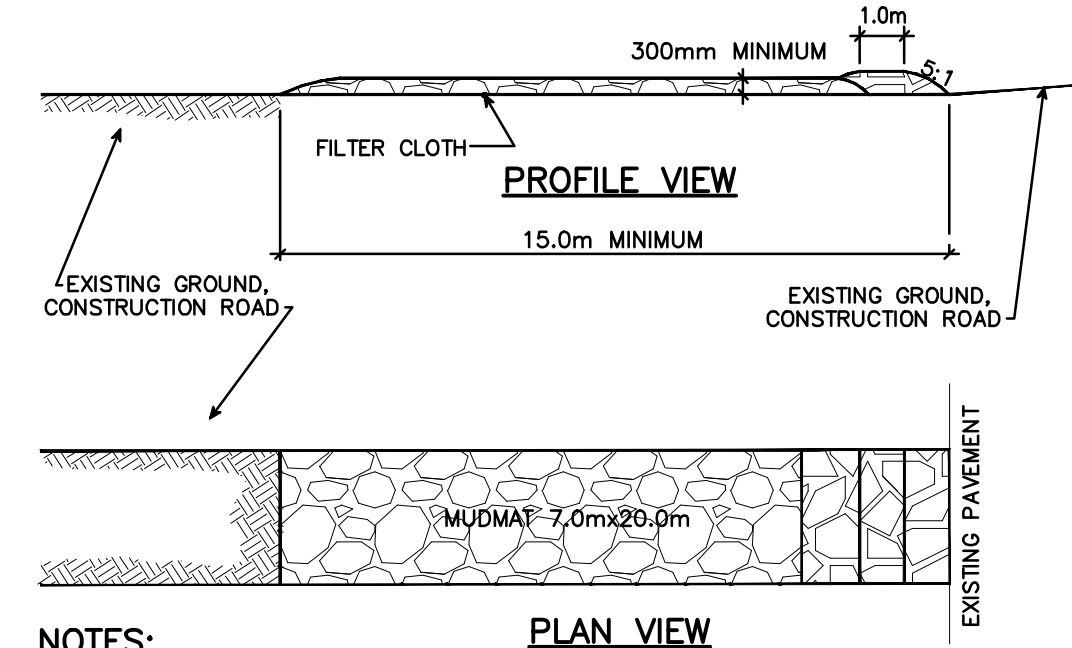 1.0m
300mm MINIMUM
5:1
FILTER CLOTH
PROFILE VIEW
15.0m MINIMUM
EXISTING GROUND,
CONSTRUCTION ROAD
EXISTING GROUND,
CONSTRUCTION ROAD
MUDMAT 7.0mx20.0m
EXISTING PAVEMENT
PLAN VIEW
NOTES: